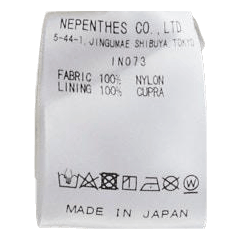 NEPENTHES CO., LTD.
5-44-1, JINGUMAE SHIBUYA, TOKYO
IN073
FABRIC 100% NYLON
LINING 100% CUPRA
MADE IN JAPAN